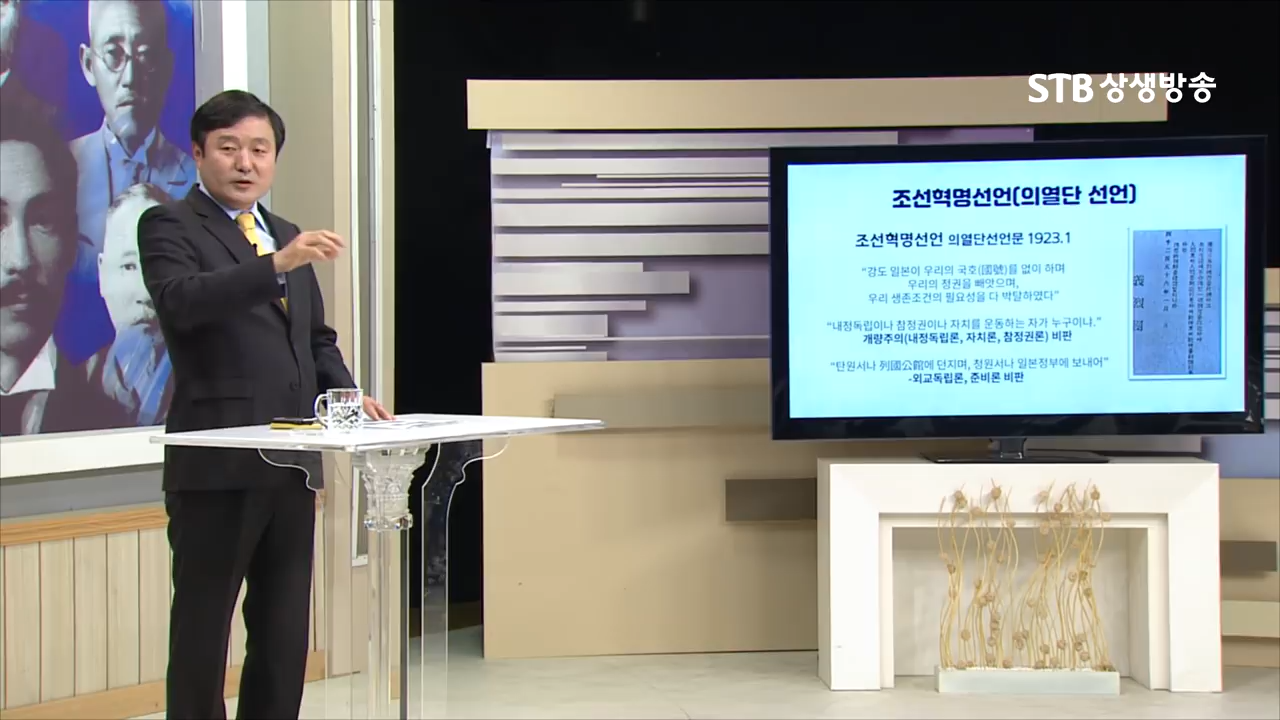 STB 상생방송
조선혁명선언(의열단 선언)
조선혁명선언 의열단선언문 1923.1
“강도 일본이 우리의 국호(國號)를 없이 하며
우리의 정권을 빼앗으며,
우리 생존조건의 필요성을 다 박탈하였다”
“내정독립이나 참정권이나 자치를 운동하는 자가 누구이냐.”
개량주의(내정독립론, 자치론, 참정권론) 비판
“탄원서나 列國公館에 던지며, 청원서나 일본정부에 보내어”
-외교독립론, 준비론 비판